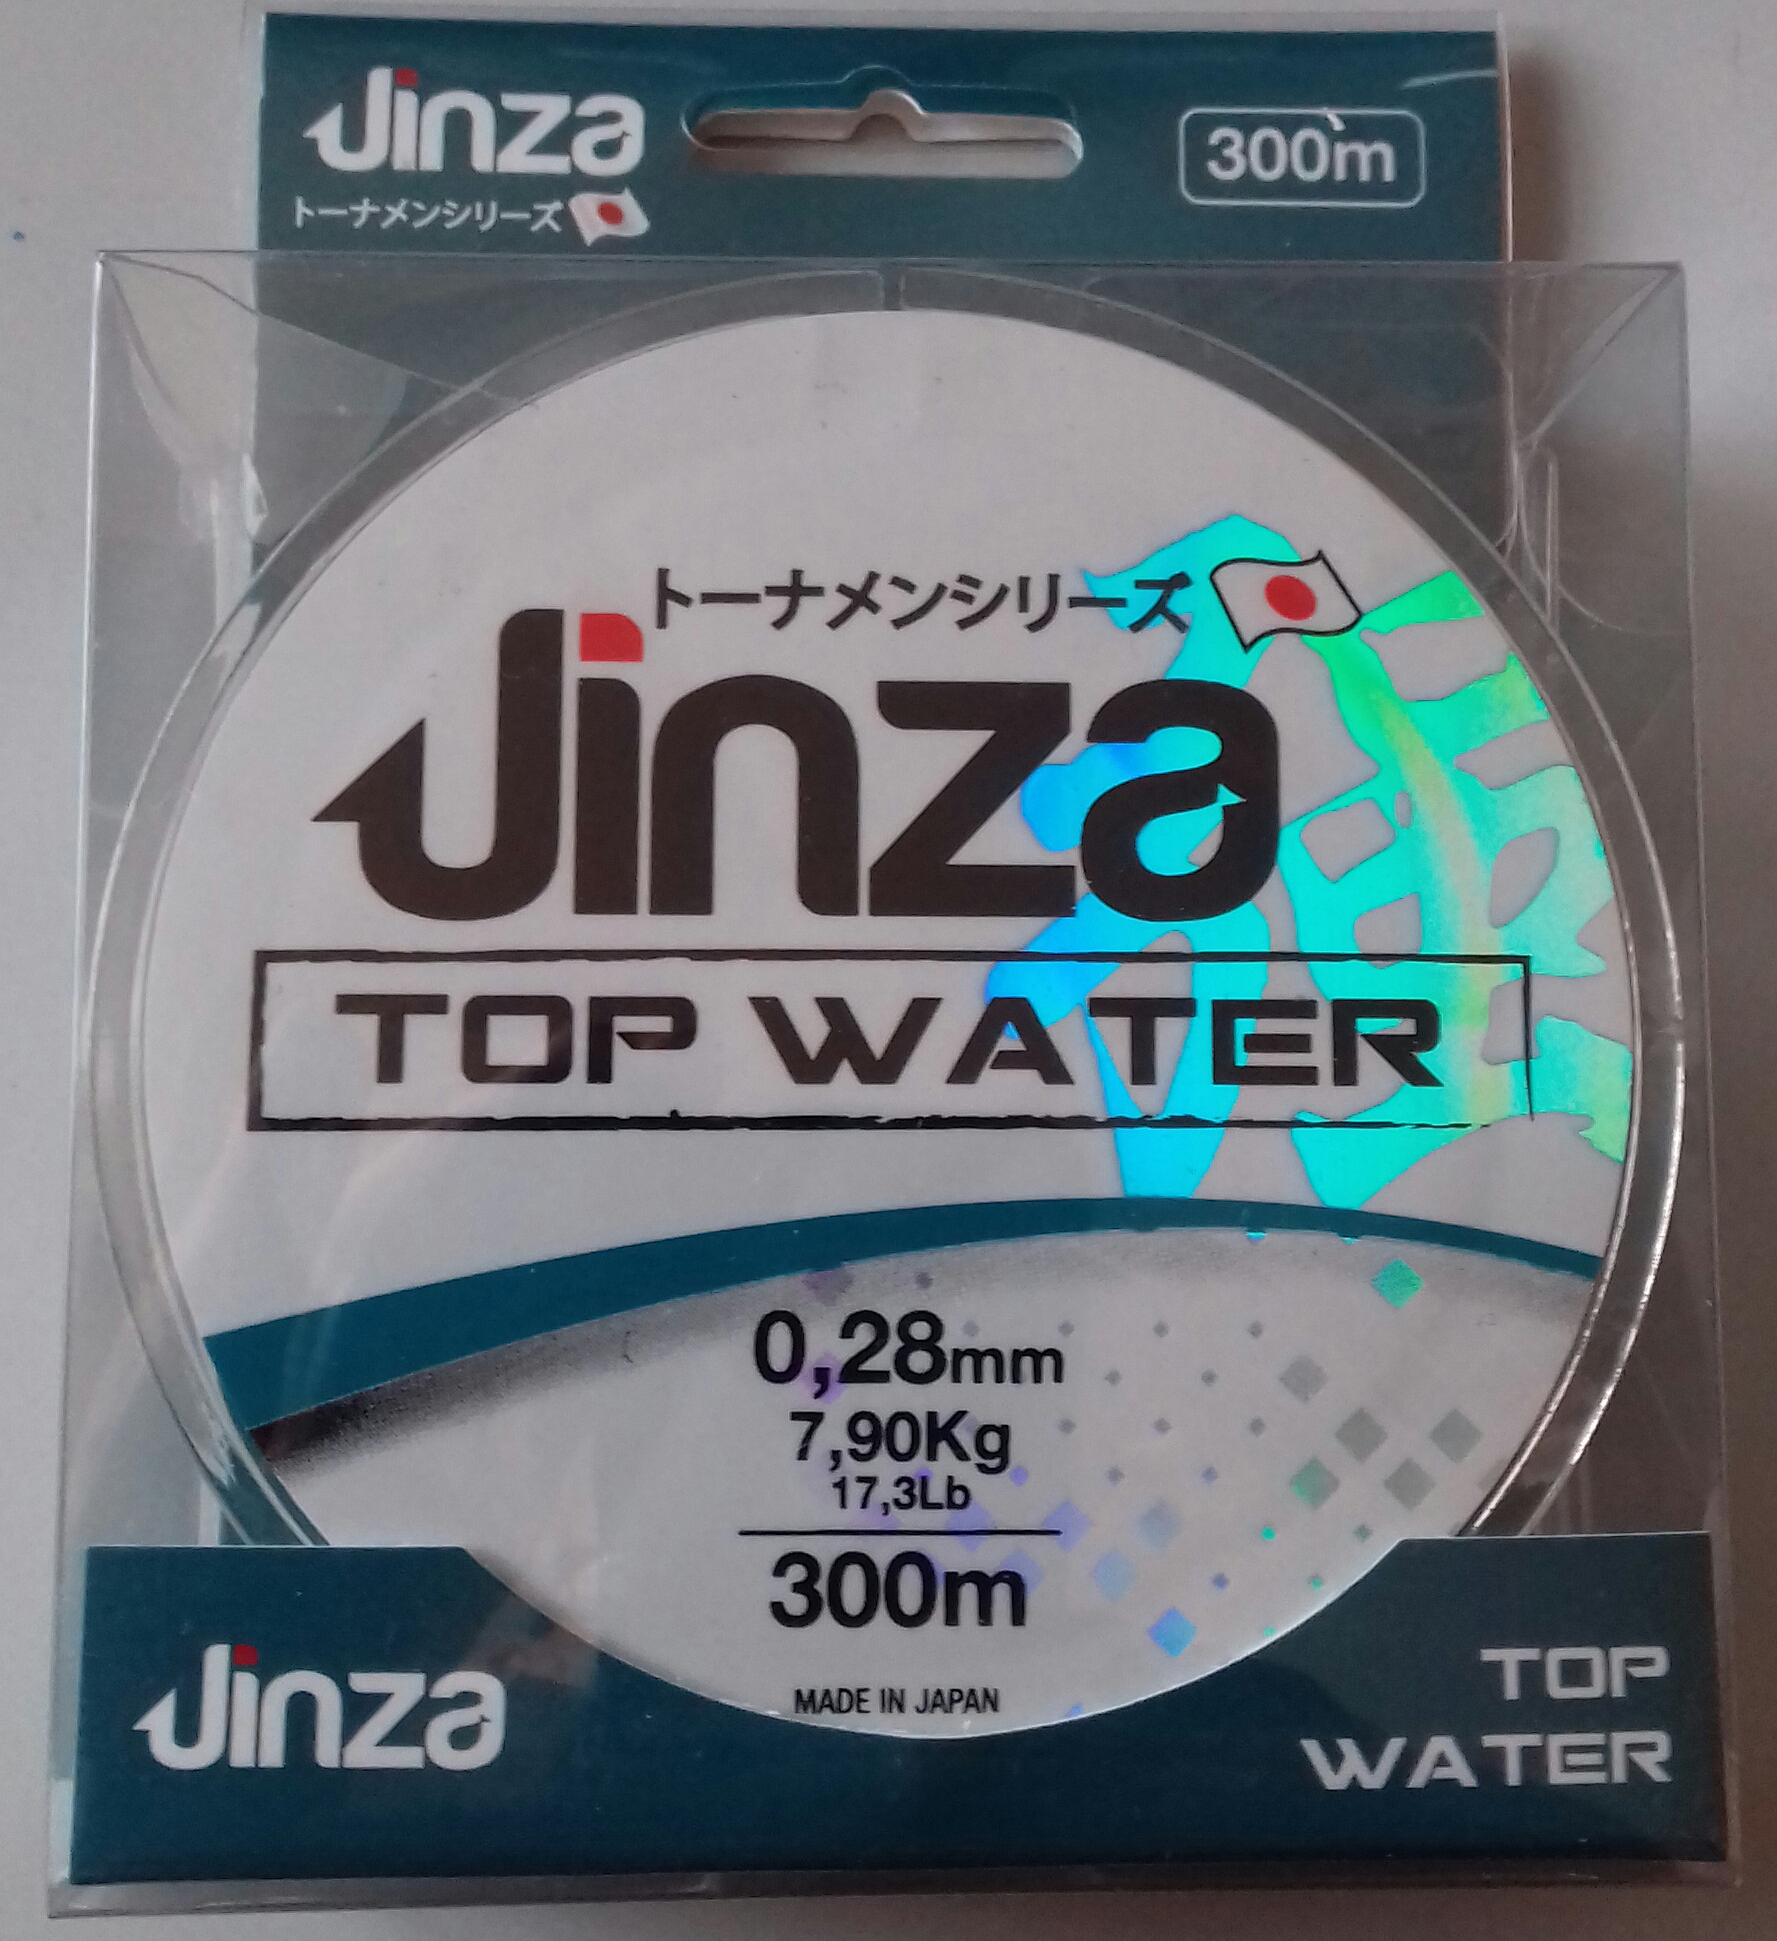 Jinza
トーナメンシリーズ
300m
トーナメンシリーズ
Jinza
TOP WATER
0,28mm
7,90Kg
17,3Lb
300m
MADE IN JAPAN
Jinza
TOP
WATER